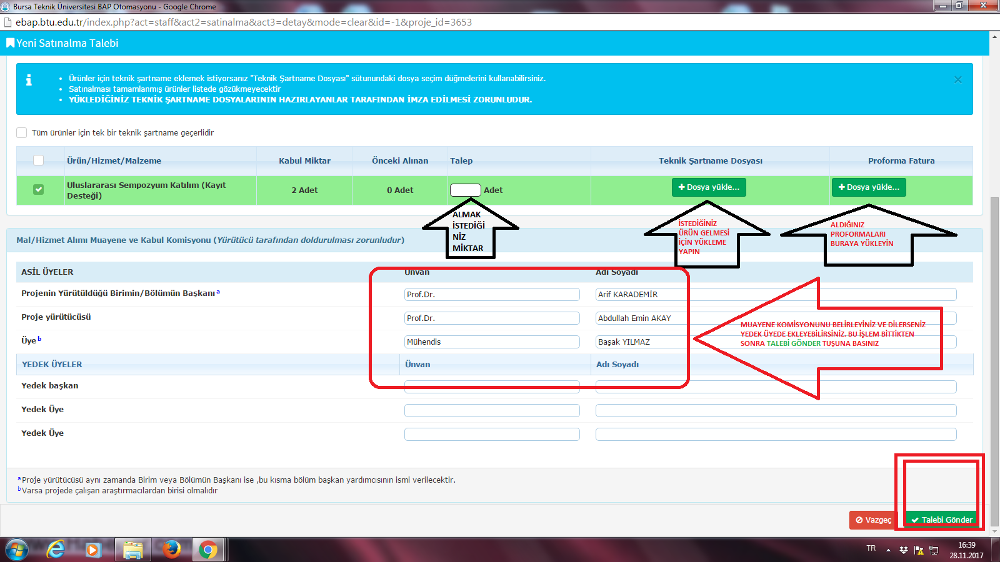 Bursa Teknik Üniversitesi BAP Otomasyonu - Google Chrome
ebap.btu.edu.tr/index.php?act=staff&act2=satinalma&act3=detay&mode=clear&id=-1&proje_id=3653
Yeni Satınalma Talebi
• Ürünler için teknik şartname eklemek istiyorsanız "Teknik Şartname Dosyası" sütunundaki dosya seçim düğmelerini kullanabilirsiniz.
• Satınalması tamamlanmış ürünler listede gözükmeyecektir
• YÜKLEDİĞİNİZ TEKNİK ŞARTNAME DOSYALARININ HAZIRLAYANLAR TARAFINDAN İMZA EDİLMESİ ZORUNLUDUR.
Tüm ürünler için tek bir teknik şartname geçerlidir
Ürün/Hizmet/Malzeme Kabul Miktar Önceki Alınan Talep Teknik Şartname Dosyası Proforma Fatura
Uluslararası Sempozyum Katılım (Kayıt
Desteği) 2 Adet 0 Adet Adet + Dosya yükle... + Dosya yükle...
ALMAK
İSTEDİĞİ
NİZ
MİKTAR
İSTEDİĞİNİZ
ÜRÜN GELMESİ
İÇİN YÜKLEME
YAPIN
ALDIĞINIZ
PROFORMALARI
BURAYA YÜKLEYİN
Mal/Hizmet Alımı Muayene ve Kabul Komisyonu (Yürütücü tarafından doldurulması zorunludur)
ASİL ÜYELER Ünvan Adı Soyadı
Projenin Yürütüldüğü Birimin/Bölümün Başkanı a Prof.Dr. Arif KARADEMİR
Proje yürütücüsü Prof.Dr. Abdullah Emin AKAY
Üye b Mühendis Başak YILMAZ
MUAYENE KOMİSYONUNU BELİRLEYİNİZ VE DİLERSENİZ
YEDEK ÜYEDE EKLEYEBİLİRSİNİZ. BU İŞLEM BİTTİKTEN
SONRA TALEBİ GÖNDER TUŞUNA BASINIZ
YEDEK ÜYELER Ünvan Adı Soyadı
Yedek başkan
Yedek Üye
Yedek Üye
a Proje yürütücüsü aynı zamanda Birim veya Bölümün Başkanı ise ,bu kısma bölüm başkan yardımcısının ismi verilecektir.
b Varsa projede çalışan araştırmacılardan birisi olmalıdır
Vazgeç Talebi Gönder
TR 16:39
28.11.2017